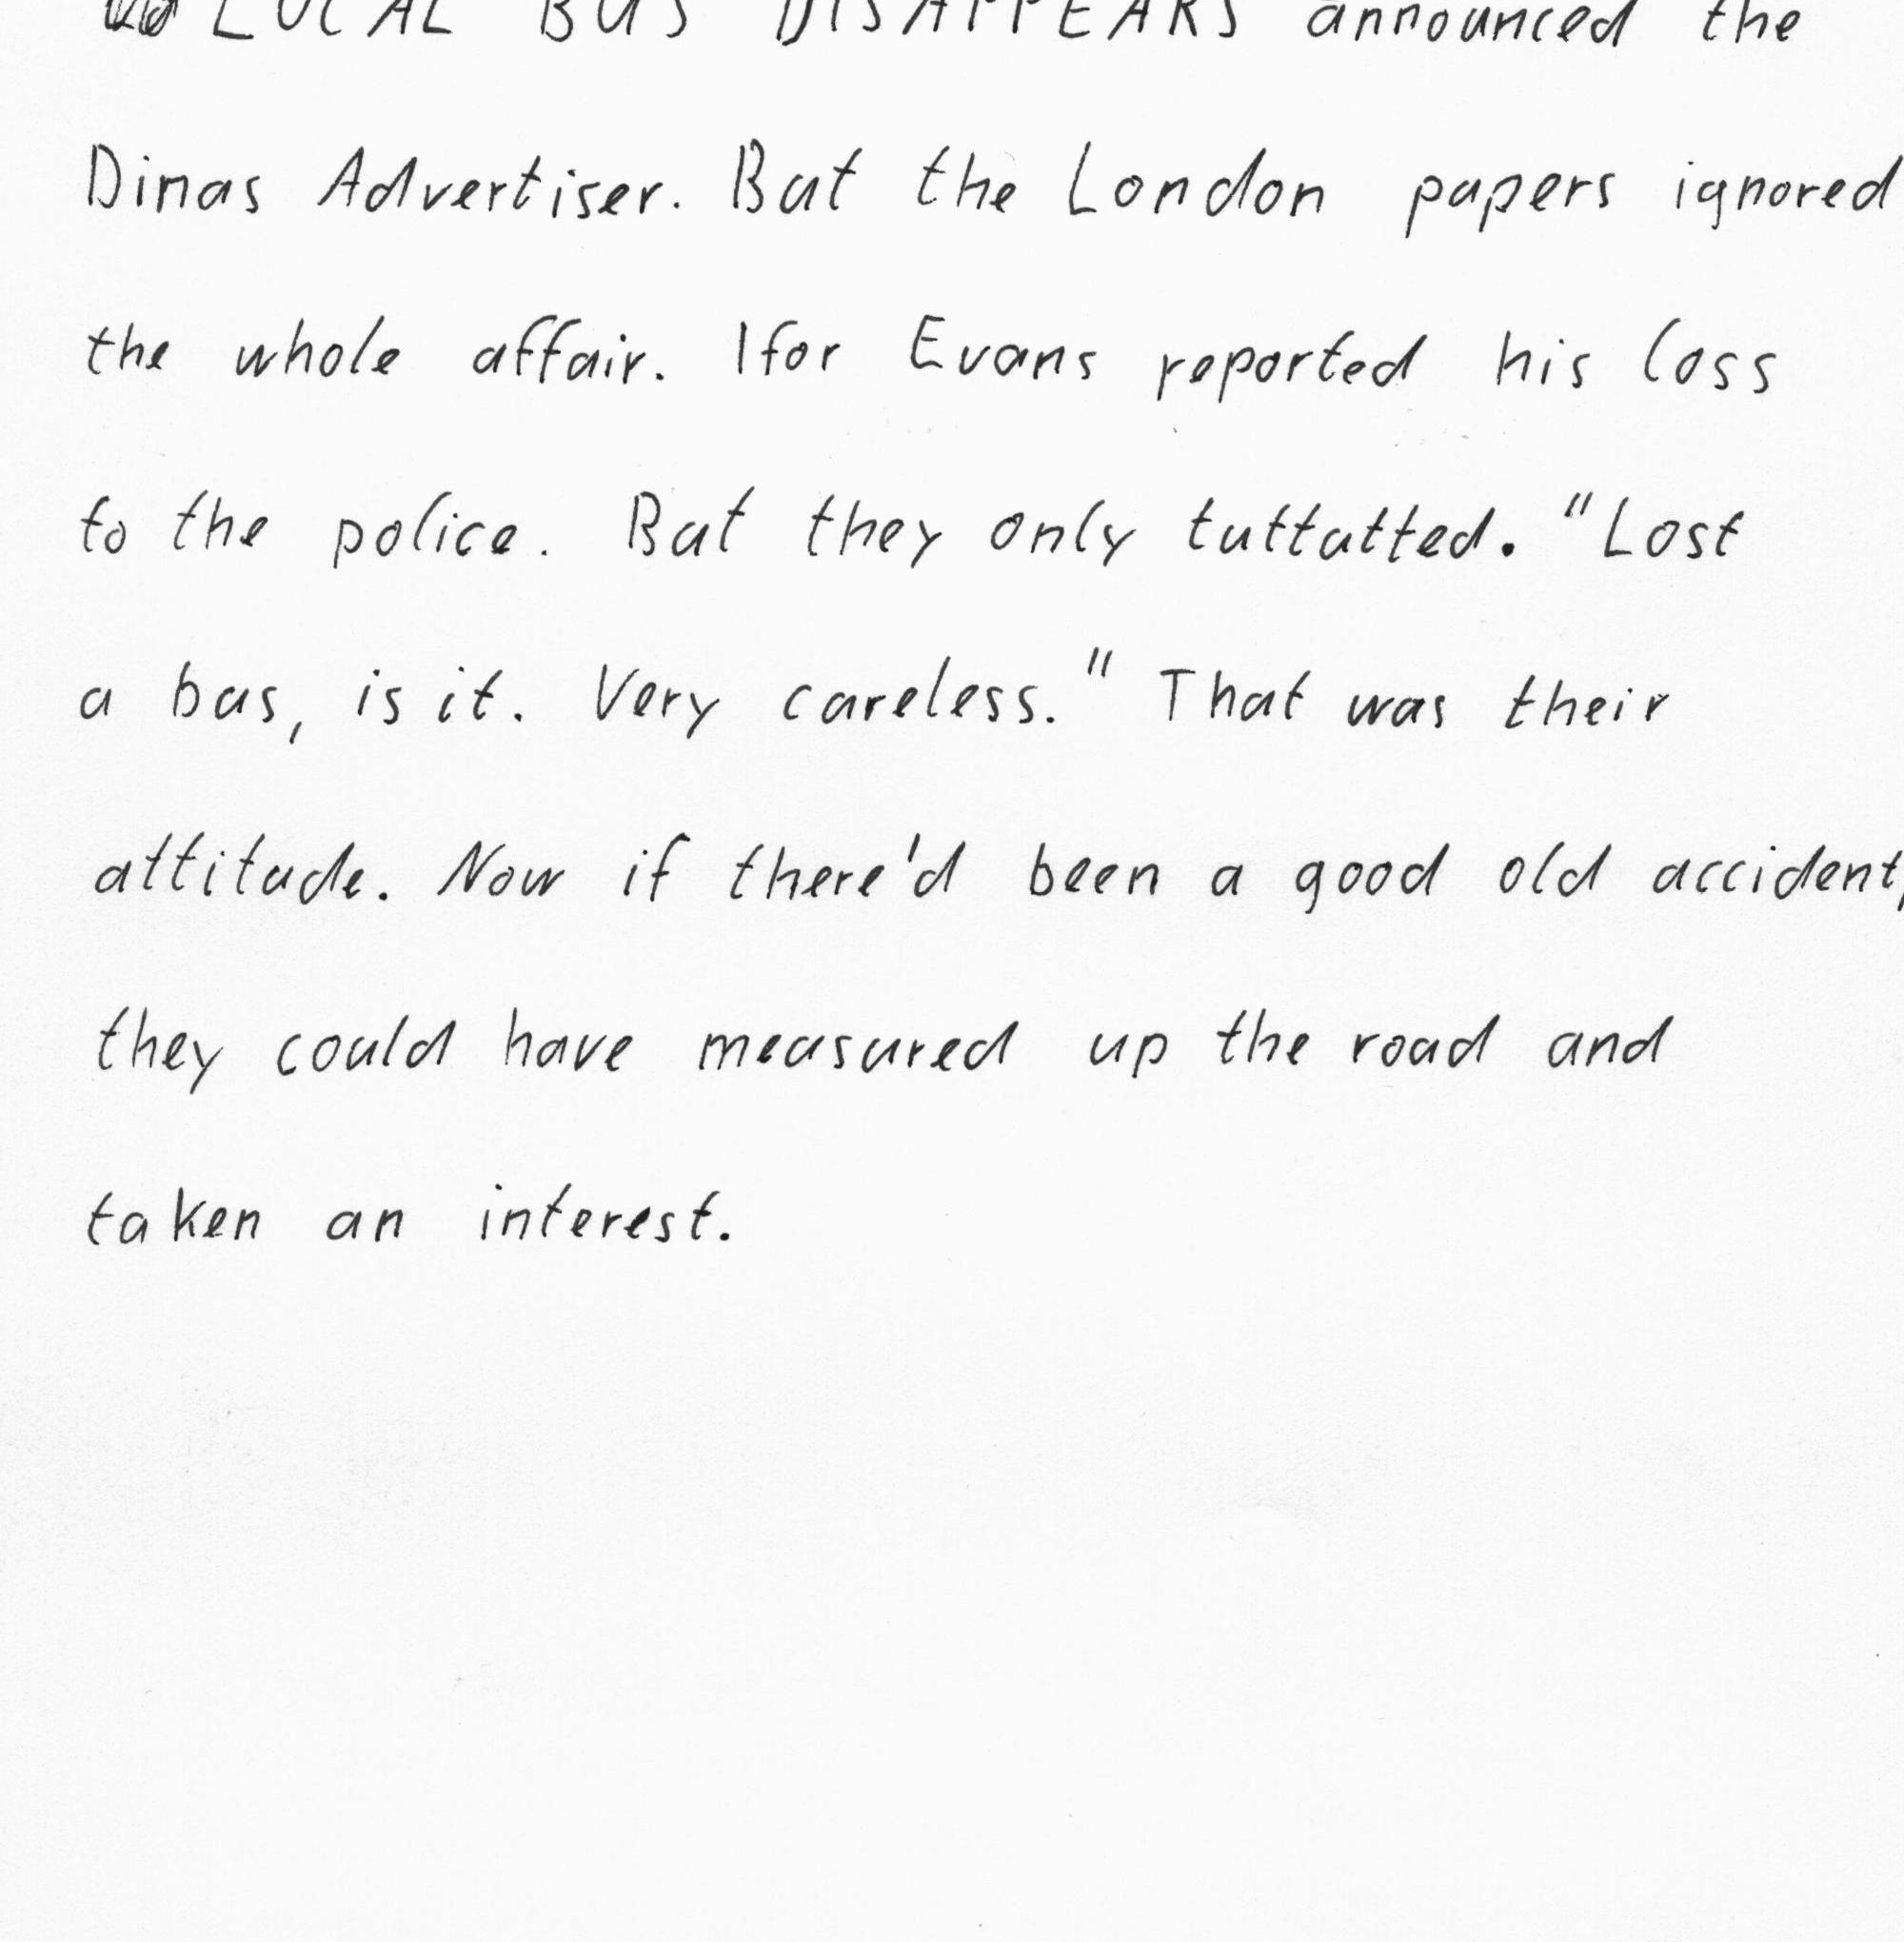 LOCAL BUS DISAPPEARS announced the
Dinas Advertiser. But the London papers ignored
the whole affair. Ifor Evans reported his loss
to the police. But they only tuttutted. "Lost
a bus, is it. Very careless." That was their
attitude. Now if there'd been a good old accident,
they could have measured up the road and
taken an interest.